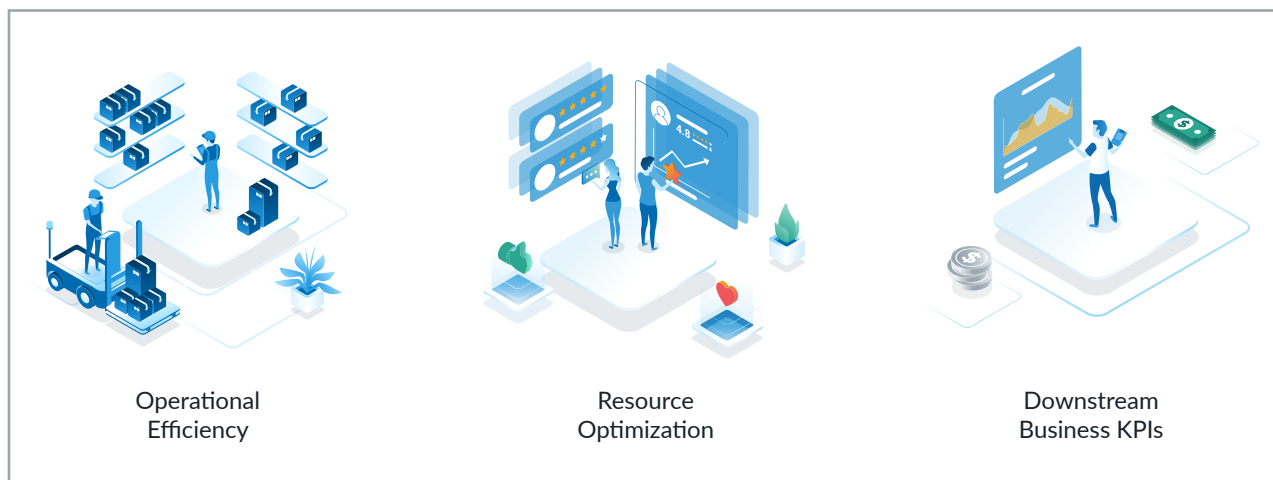 4.8
$
$
Operational
Efficiency
Resource
Optimization
Downstream
Business KPIs